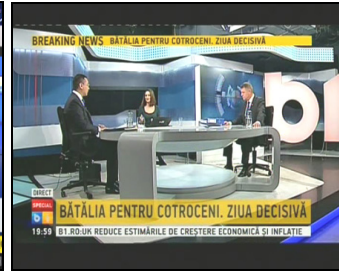 BREAKING NEWS BĂTĂLIA PENTRU COTROCENI. ZIUA DECISIVĂ
b1
DIRECT
SPECIAL
BĂTĂLIA PENTRU COTROCENI. ZIUA DECISIVĂ
b1
19:59 B1.RO:UK REDUCE ESTIMĂRILE DE CREȘTERE ECONOMICĂ ȘI INFLAȚIE